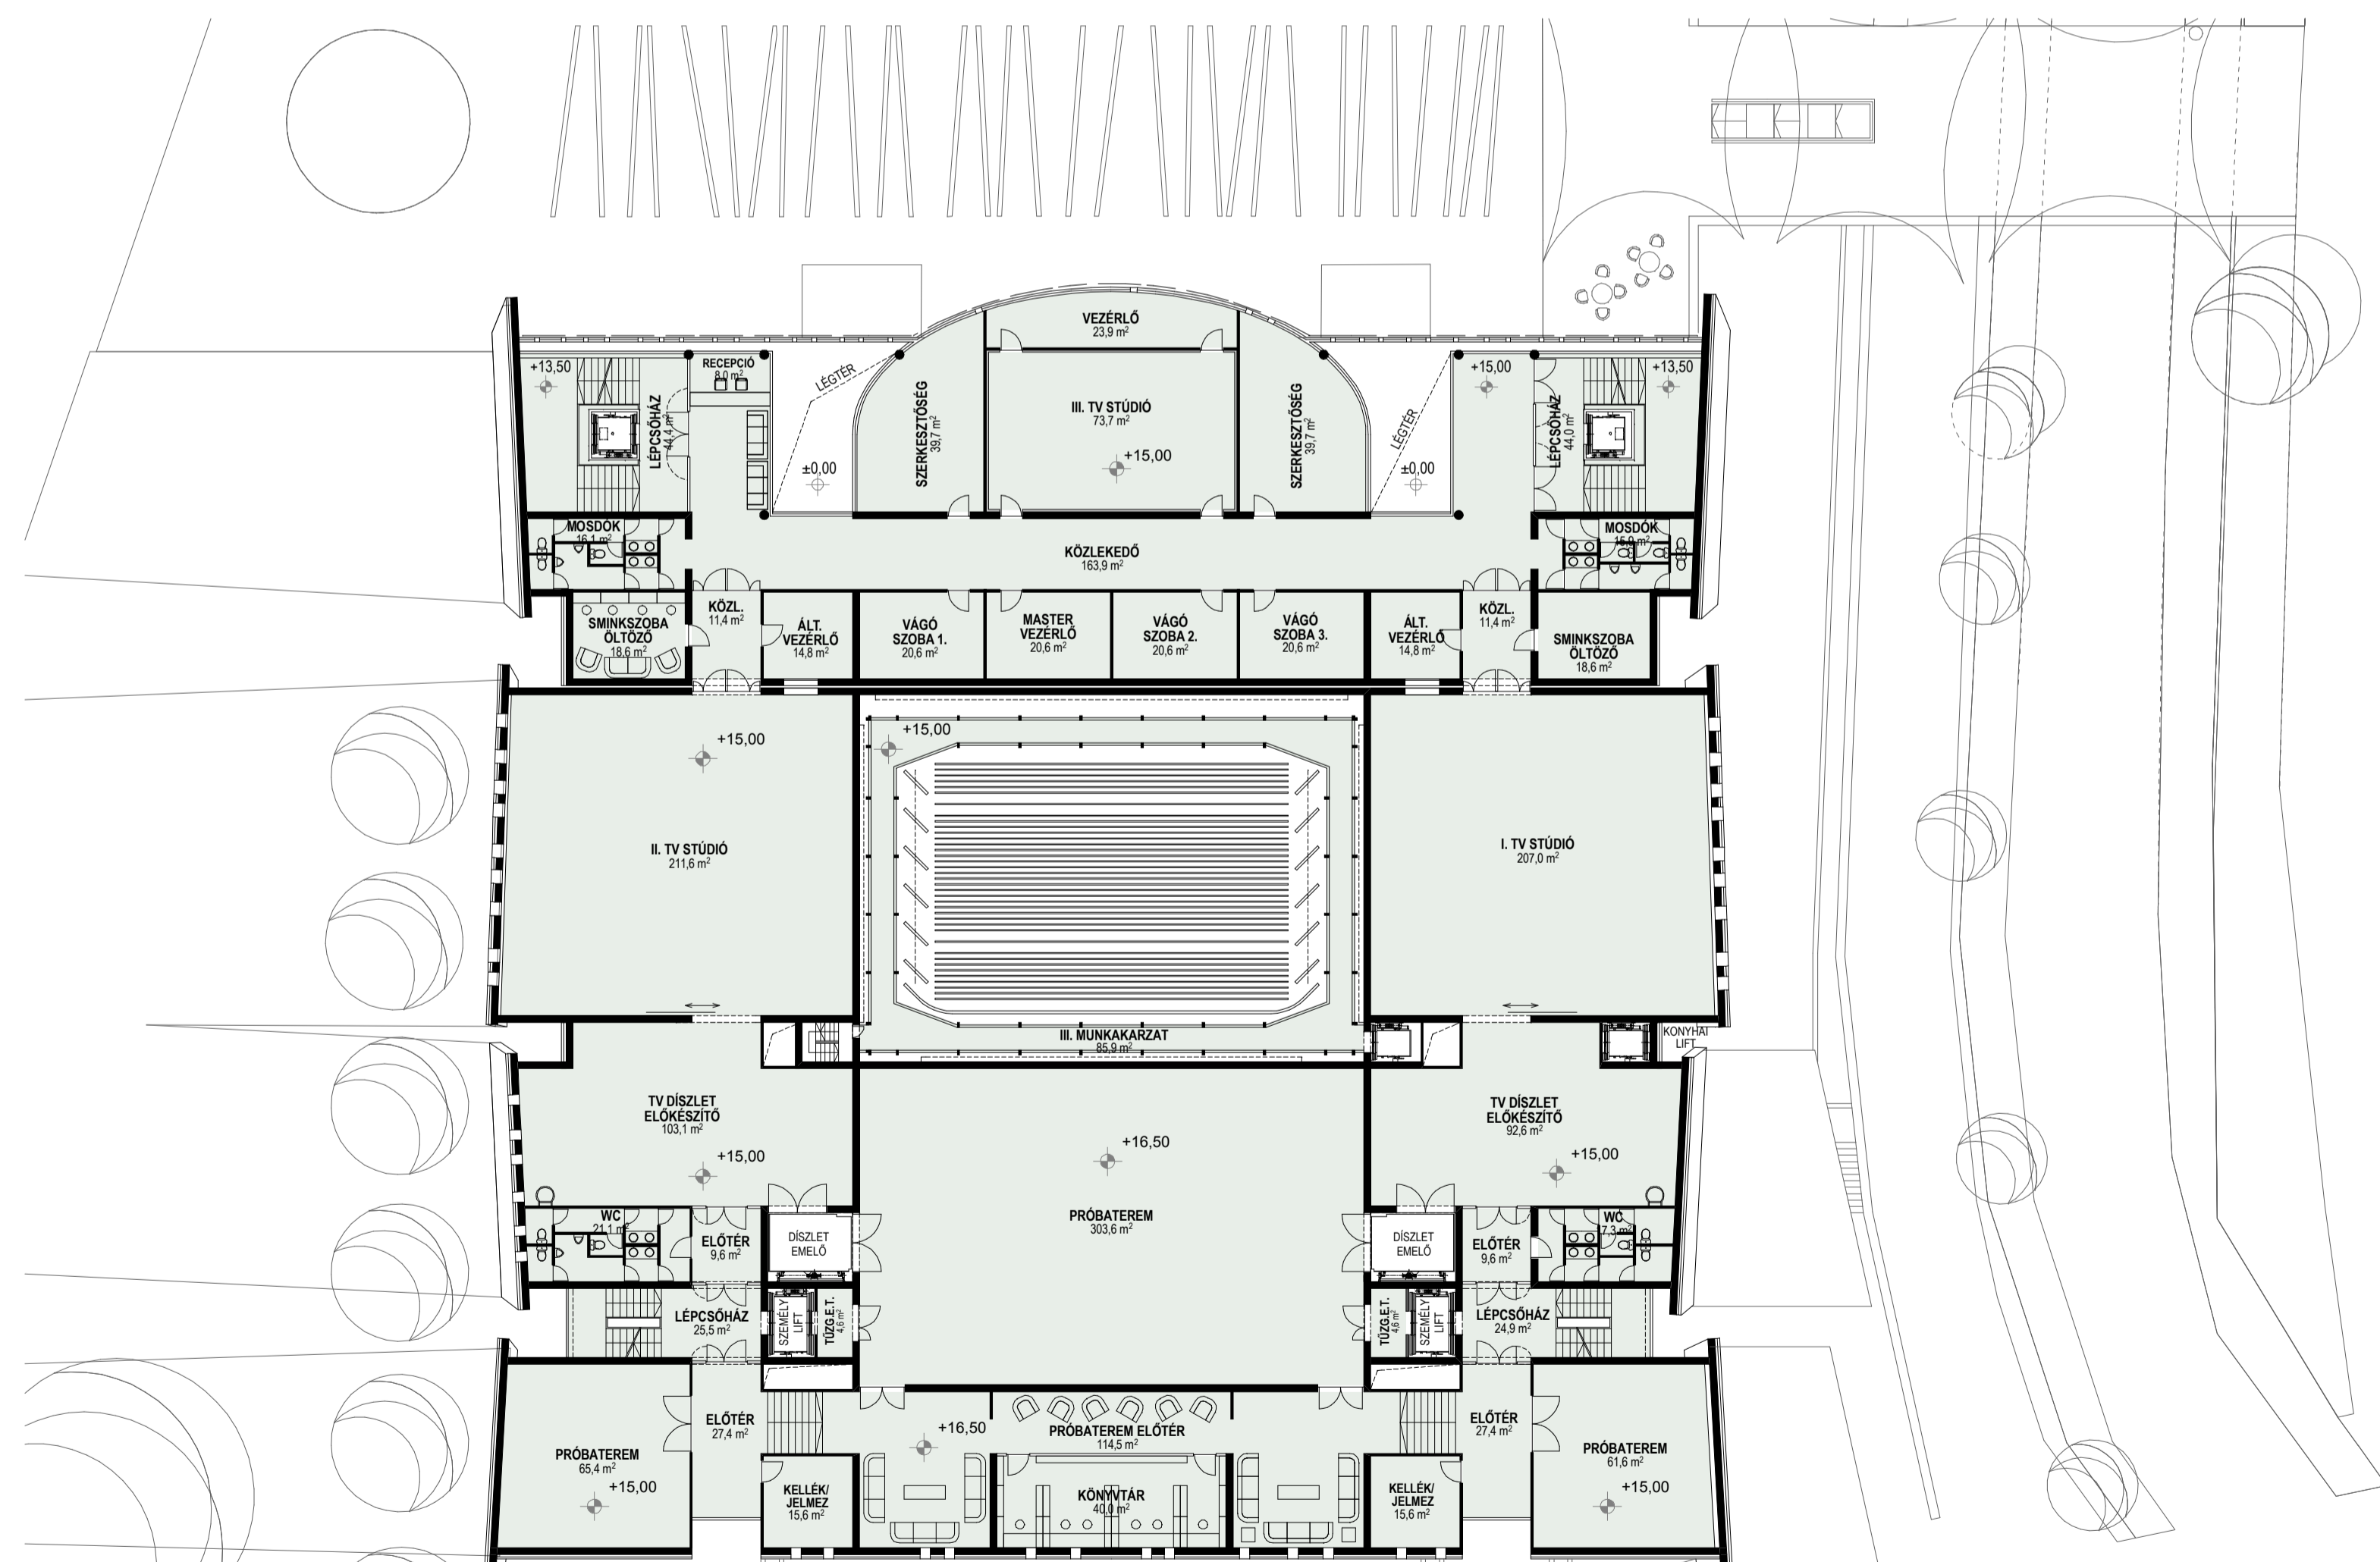 VEZÉRLŐ
23,9 m²
+13,50
RECEPCIÓ
8,0 m²
LÉGTÉR
LÉPCSŐHÁZ
44,4 m²
±0,00
SZERKESZTŐSÉG
39,7 m²
III. TV STÚDIÓ
73,7 m²
+15,00
SZERKESZTŐSÉG
39,7 m²
LÉGTÉR
±0,00
+15,00
LÉPCSŐHÁZ
44,0 m²
+13,50
MOSDÓK
16,1 m²
KÖZLEKEDŐ
163,9 m²
MOSDÓK
SMINKSZOBA
ÖLTÖZŐ
18,6 m²
KÖZL.
11,4 m²
ÁLT.
VEZÉRLŐ
14,8 m²
VÁGÓ
SZOBA 1.
20,6 m²
MASTER
VEZÉRLŐ
20,6 m²
VÁGÓ
SZOBA 2.
20,6 m²
VÁGÓ
SZOBA 3.
20,6 m²
ÁLT.
VEZÉRLŐ
14,8 m²
KÖZL.
11,4 m²
SMINKSZOBA
ÖLTÖZŐ
18,6 m²
+15,00
+15,00
II. TV STÚDIÓ
211,6 m²
I. TV STÚDIÓ
207,0 m²
III. MUNKAKARZAT
85,9 m²
KONYHAI
LIFT
TV DÍSZLET
ELŐKÉSZÍTŐ
103,1 m²
+15,00
+16,50
PRÓBATEREM
303,6 m²
TV DÍSZLET
ELŐKÉSZÍTŐ
92,6 m²
+15,00
WC
21,1 m²
ELŐTÉR
9,6 m²
DÍSZLET
EMELŐ
DÍSZLET
EMELŐ
ELŐTÉR
9,6 m²
WC
LÉPCSŐHÁZ
25,5 m²
SZEMÉLY
LIFT
TŰZG.E.T.
4,6 m²
TŰZG.E.T.
4,6 m²
SZEMÉLY
LIFT
LÉPCSŐHÁZ
24,9 m²
PRÓBATEREM
65,4 m²
+15,00
ELŐTÉR
27,4 m²
KELLÉK/
JELMEZ
15,6 m²
+16,50
PRÓBATEREM ELŐTÉR
114,5 m²
KÖNYVTÁR
40,0 m²
KELLÉK/
JELMEZ
15,6 m²
ELŐTÉR
27,4 m²
PRÓBATEREM
61,6 m²
+15,00